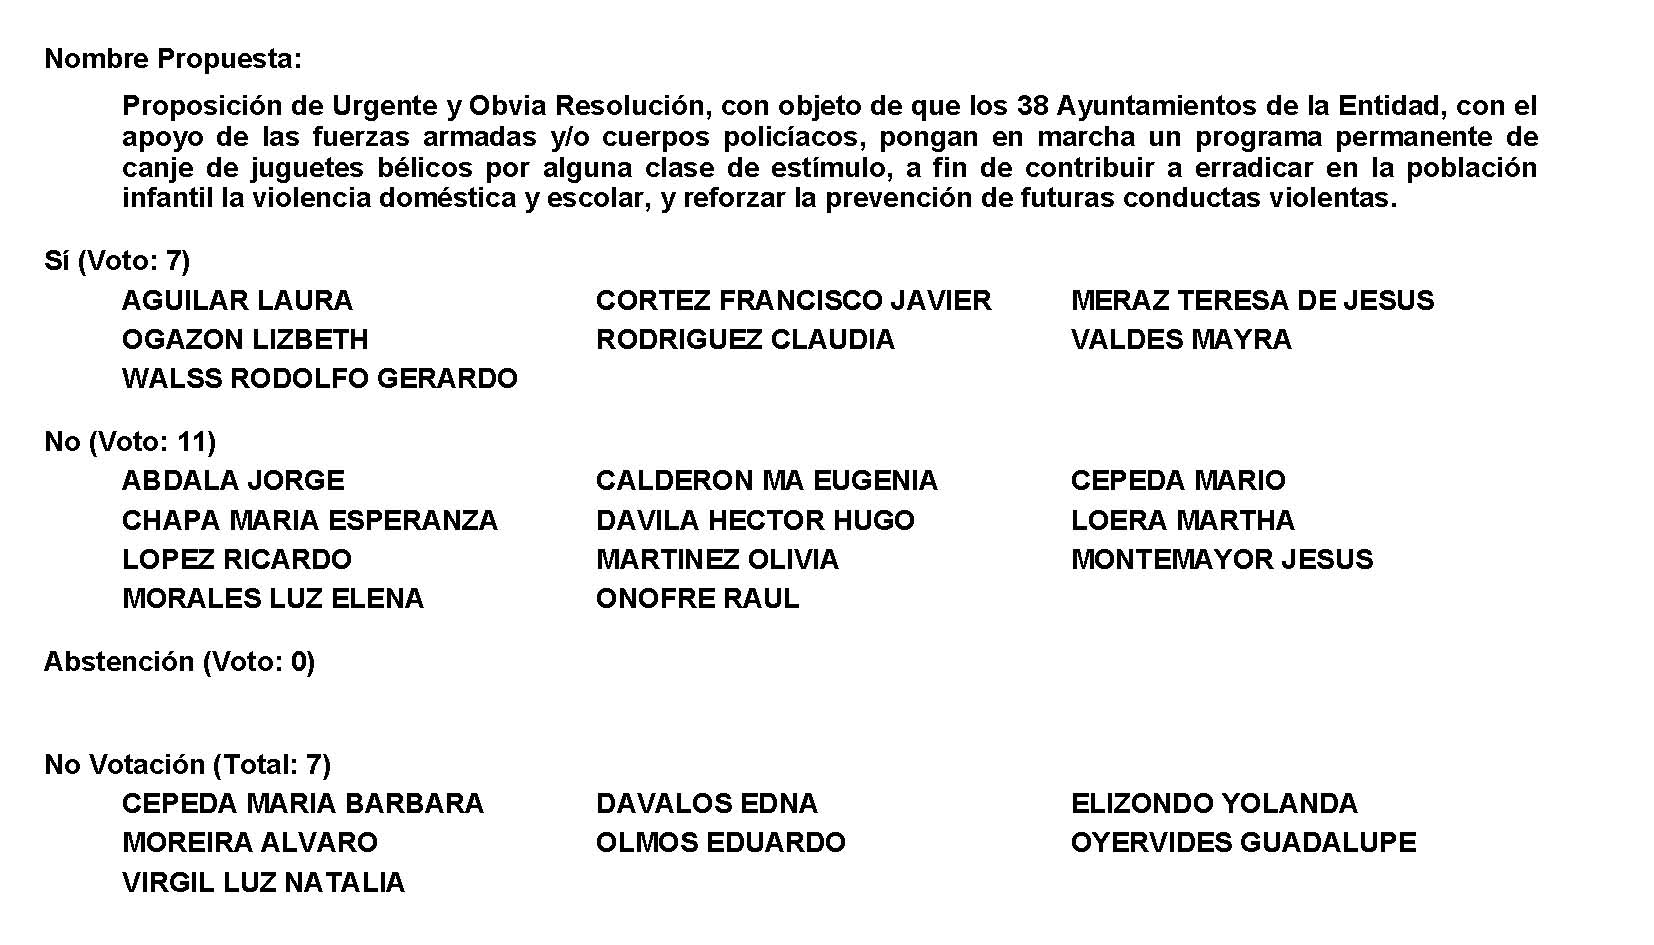 Nombre Propuesta:
Proposición de Urgente y Obvia Resolución, con objeto de que los 38 Ayuntamientos de la Entidad, con el
apoyo de las fuerzas armadas y/o cuerpos policíacos, pongan en marcha un programa permanente de
canje de juguetes bélicos por alguna clase de estímulo, a fin de contribuir a erradicar en la población
infantil la violencia doméstica y escolar, y reforzar la prevención de futuras conductas violentas.
Sí (Voto: 7)
AGUILAR LAURA CORTEZ FRANCISCO JAVIER MERAZ TERESA DE JESUS
OGAZON LIZBETH RODRIGUEZ CLAUDIA VALDES MAYRA
WALSS RODOLFO GERARDO
No (Voto: 11)
ABDALA JORGE CALDERON MA EUGENIA CEPEDA MARIO
CHAPA MARIA ESPERANZA DAVILA HECTOR HUGO LOERA MARTHA
LOPEZ RICARDO MARTINEZ OLIVIA MONTEMAYOR JESUS
MORALES LUZ ELENA ONOFRE RAUL
Abstención (Voto: 0)
No Votación (Total: 7)
CEPEDA MARIA BARBARA DAVALOS EDNA ELIZONDO YOLANDA
MOREIRA ALVARO OLMOS EDUARDO OYERVIDES GUADALUPE
VIRGIL LUZ NATALIA